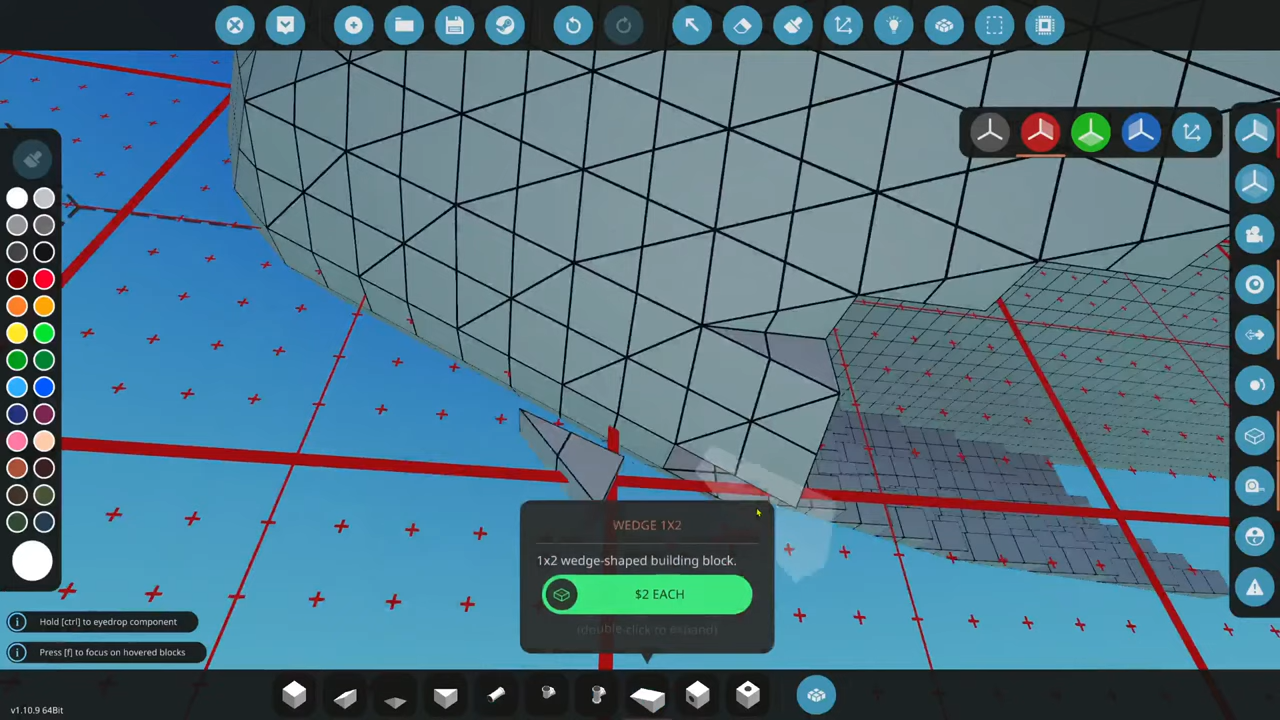 WEDGE 1X2
1x2 wedge-shaped building block.
$2 EACH
(double-click to expand)
Hold [ctrl] to eyedrop component
Press [f] to focus on hovered blocks
v1.10.9 64Bit